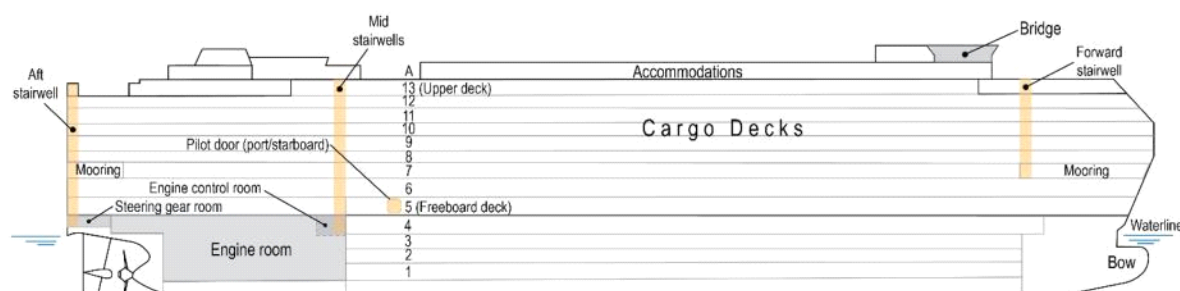 Mid
stairwells
Bridge
Aft
stairwell
Forward
stairwell
A
Accommodations
13 (Upper deck)
12
11
10
Cargo Decks
9
Pilot door (port/starboard)
8
Mooring
7
Mooring
Engine control room
6
Steering gear room
5 (Freeboard deck)
4
Waterline
3
Engine room
2
Bow
1